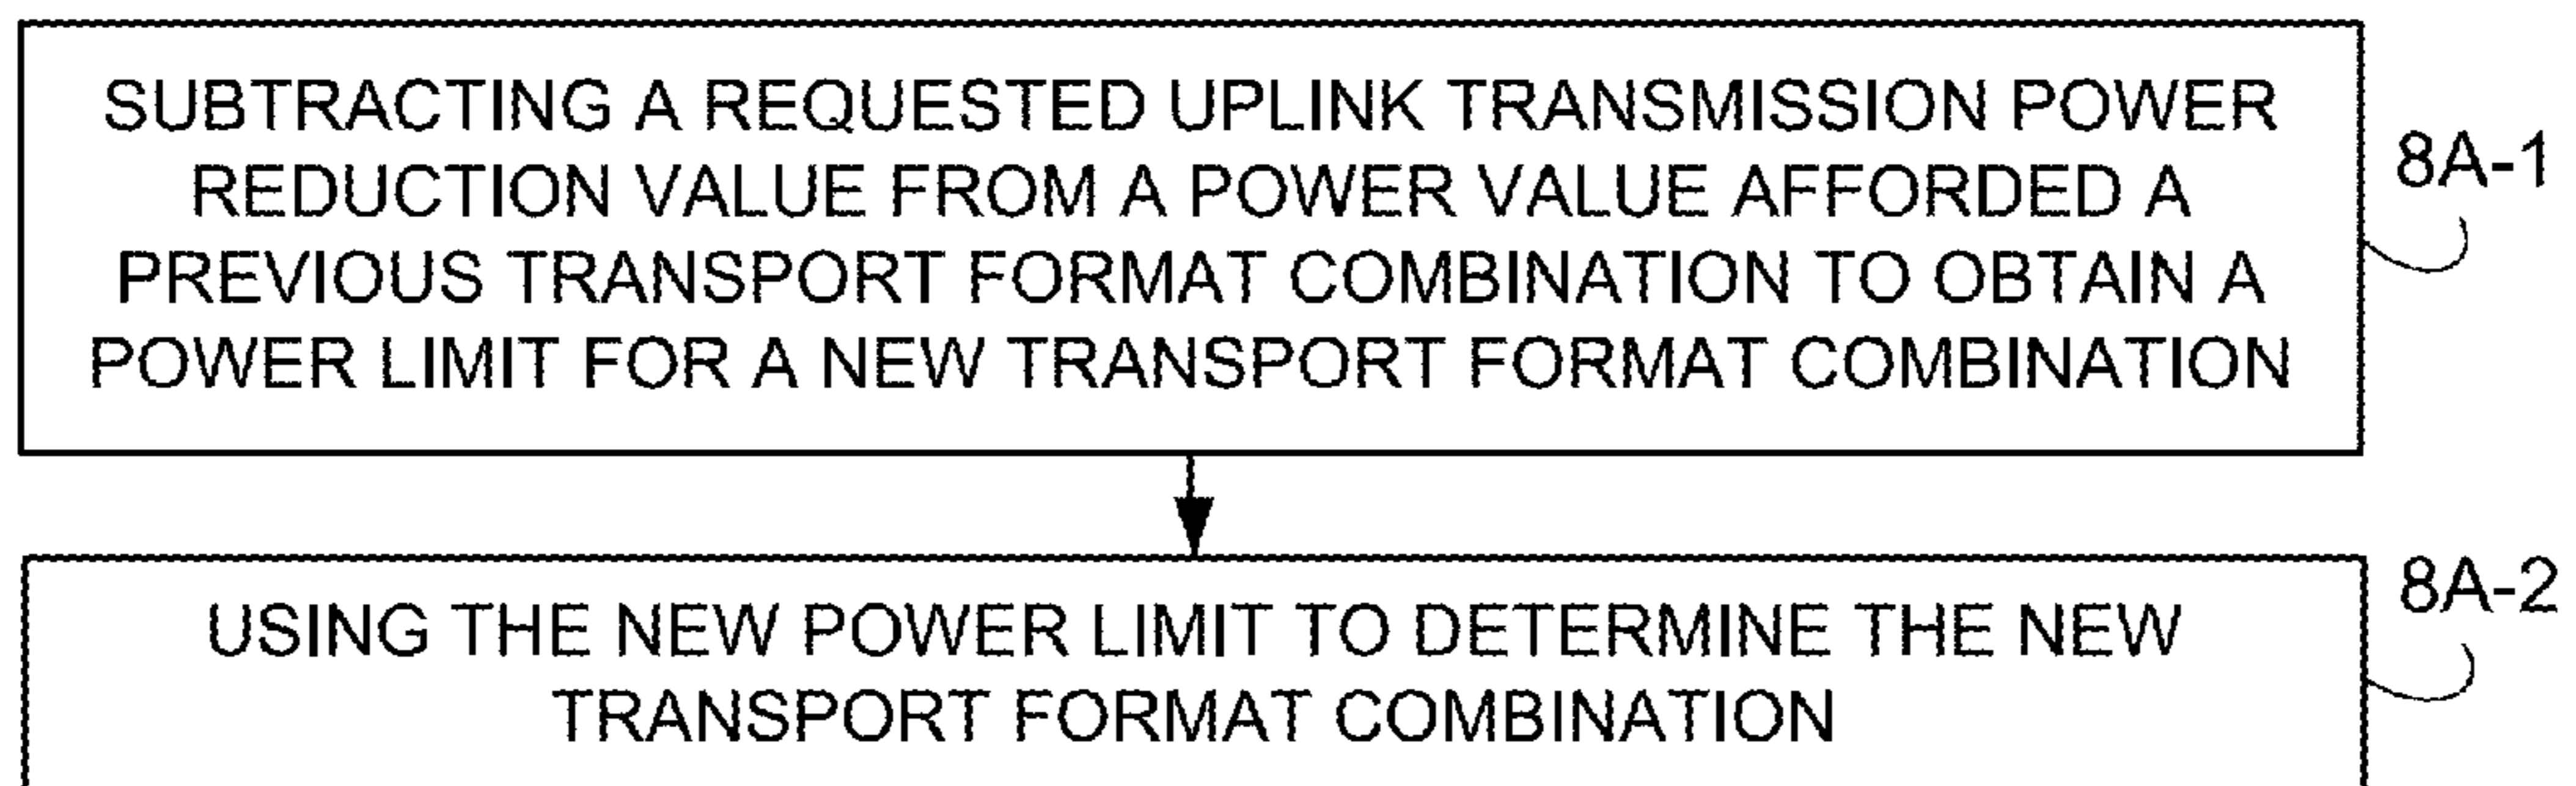 SUBTRACTING A REQUESTED UPLINK TRANSMISSION POWER
REDUCTION VALUE FROM A POWER VALUE AFFORDED A
PREVIOUS TRANSPORT FORMAT COMBINATION TO OBTAIN A
POWER LIMIT FOR A NEW TRANSPORT FORMAT COMBINATION
8A-1
USING THE NEW POWER LIMIT TO DETERMINE THE NEW
TRANSPORT FORMAT COMBINATION
8A-2